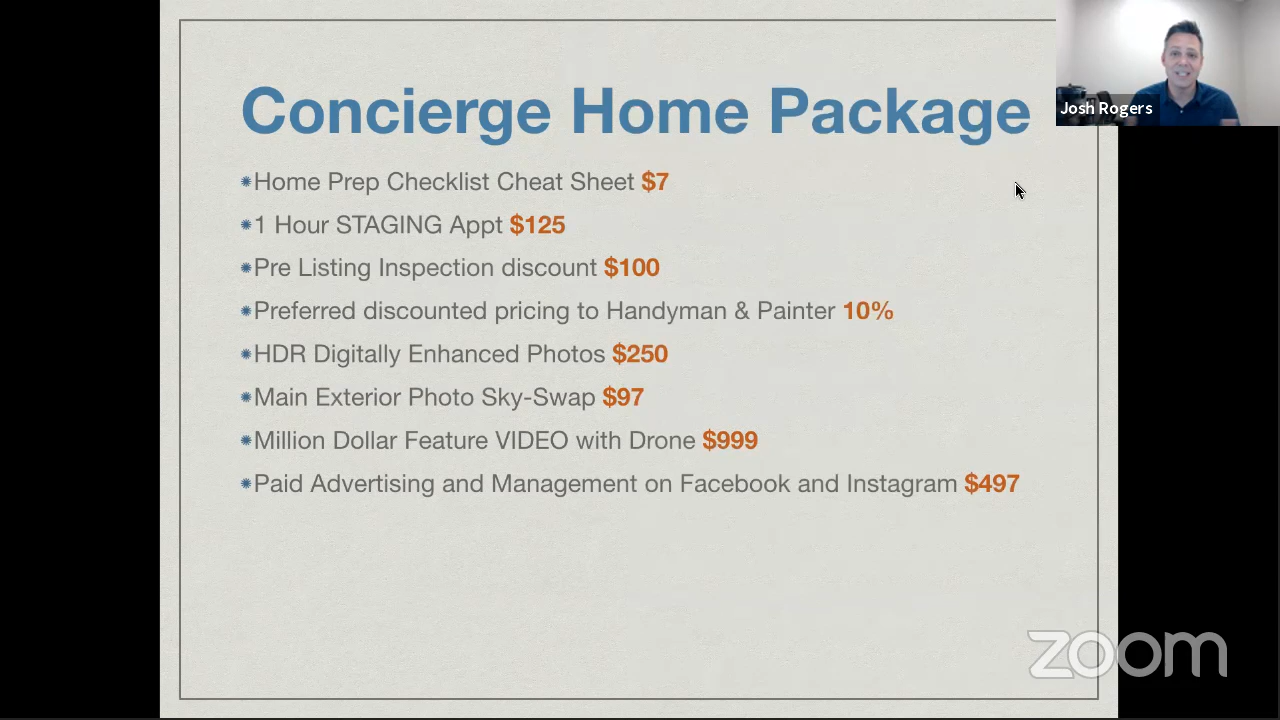 Concierge Home Package
Josh Rogers
Home Prep Checklist Cheat Sheet $7
1 Hour STAGING Appt $125
Pre Listing Inspection discount $100
Preferred discounted pricing to Handyman & Painter 10%
HDR Digitally Enhanced Photos $250
Main Exterior Photo Sky-Swap $97
Million Dollar Feature VIDEO with Drone $999
Paid Advertising and Management on Facebook and Instagram $497
zoom